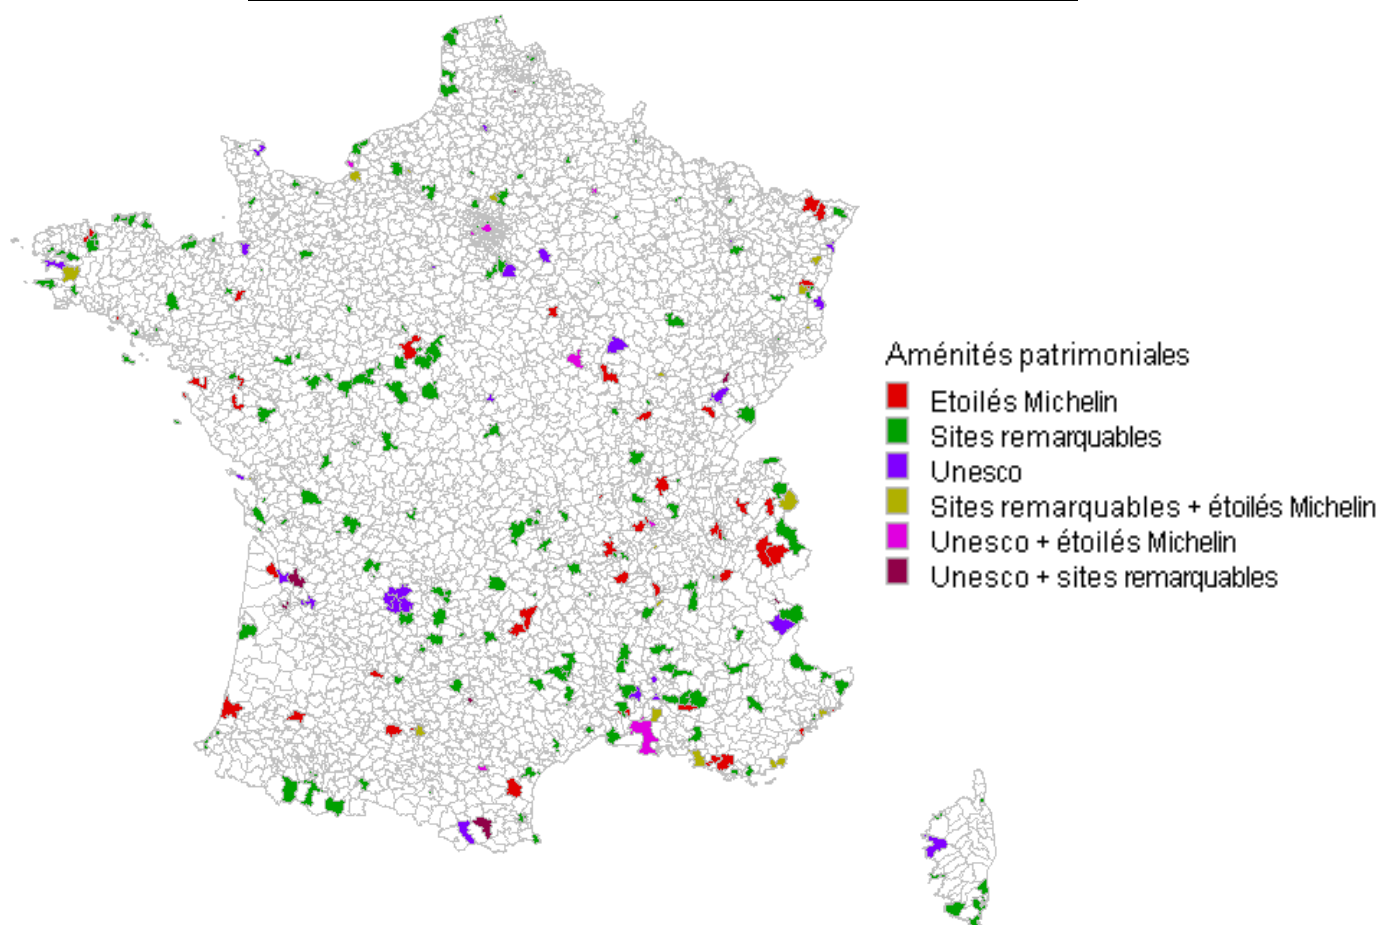 Aménités patrimoniales
Etoilés Michelin
Sites remarquables
Unesco
Sites remarquables + étoilés Michelin
Unesco + étoilés Michelin
Unesco + sites remarquables